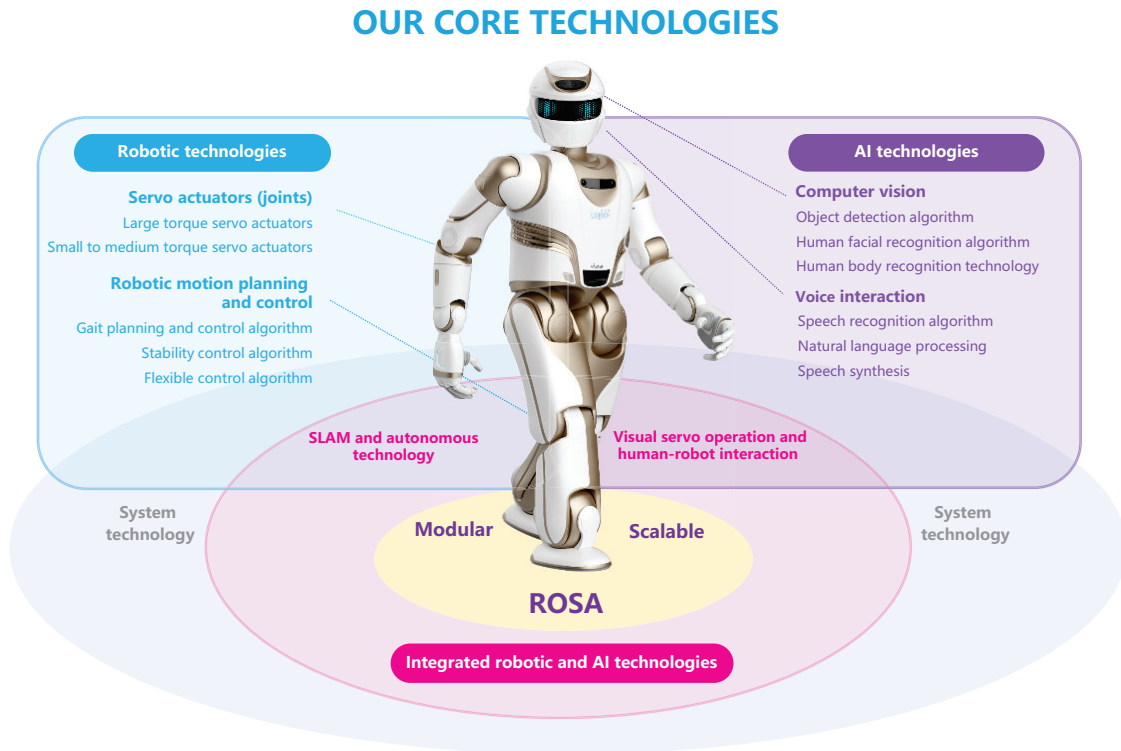 OUR CORE TECHNOLOGIES
Robotic technologies
Servo actuators (joints)
Large torque servo actuators
Small to medium torque servo actuators
Robotic motion planning
and control
Gait planning and control algorithm
Stability control algorithm
Flexible control algorithm
AI technologies
Computer vision
Object detection algorithm
Human facial recognition algorithm
Human body recognition technology
Voice interaction
Speech recognition algorithm
Natural language processing
Speech synthesis
SLAM and autonomous
technology
Visual servo operation and
human-robot interaction
System
technology
System
technology
Modular
Scalable
ROSA
Integrated robotic and AI technologies